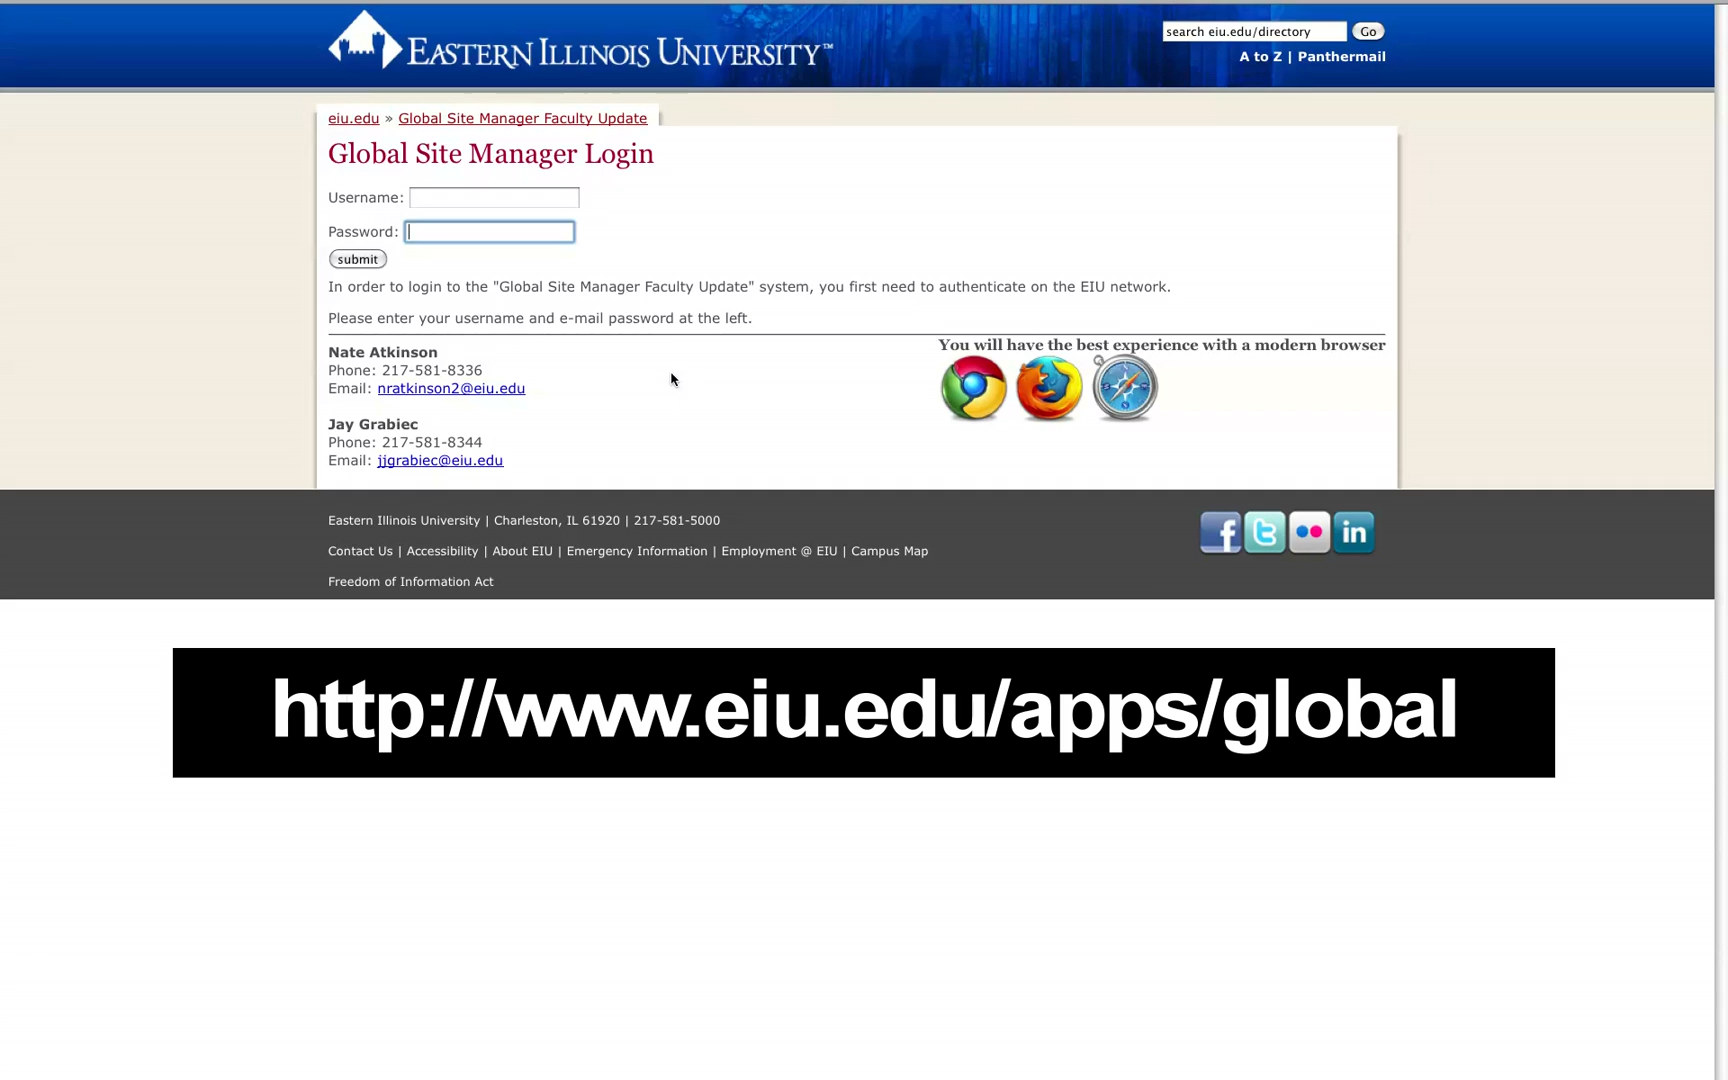 EASTERN ILLINOIS UNIVERSITY™
search eiu.edu/directory Go
A to Z | Panthermail
eiu.edu » Global Site Manager Faculty Update
Global Site Manager Login
Username:
Password:
submit
In order to login to the "Global Site Manager Faculty Update" system, you first need to authenticate on the EIU network.
Please enter your username and e-mail password at the left.
Nate Atkinson
Phone: 217-581-8336
Email: nratkinson2@eiu.edu
Jay Grabiec
Phone: 217-581-8344
Email: jjgrabiec@eiu.edu
You will have the best experience with a modern browser
Eastern Illinois University | Charleston, IL 61920 | 217-581-5000
Contact Us | Accessibility | About EIU | Emergency Information | Employment @ EIU | Campus Map
Freedom of Information Act
f t in
http://www.eiu.edu/apps/global